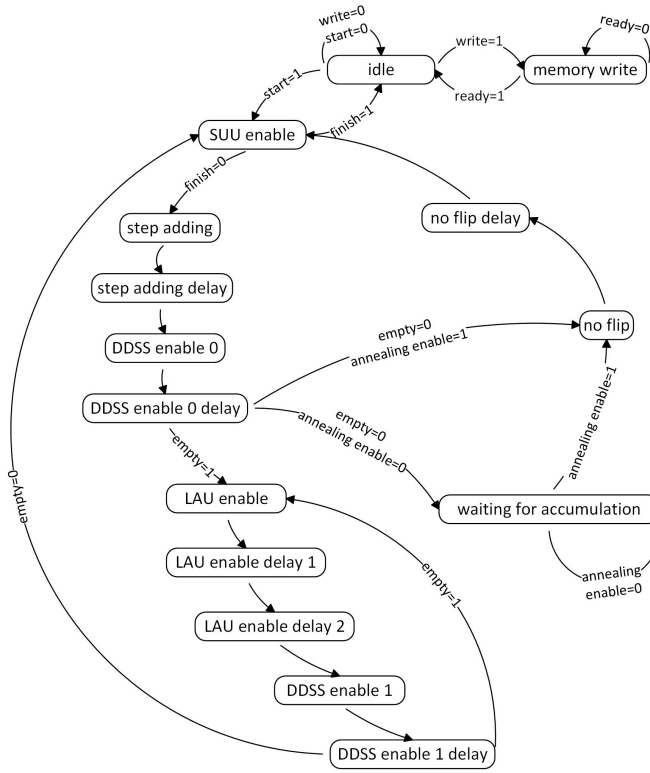 write=0
start=0
ready=0
write=1
idle
memory write
start=1
ready=1
finish=1
SUU enable
finish=0
no flip delay
step adding
step adding delay
no flip
empty=0
annealing enable=1
DDSS enable 0
DDSS enable 0 delay
empty=0
annealing enable=0
annealing enable=1
empty=1
empty=0
LAU enable
waiting for accumulation
LAU enable delay 1
empty=1
annealing
enable=0
LAU enable delay 2
DDSS enable 1
DDSS enable 1 delay